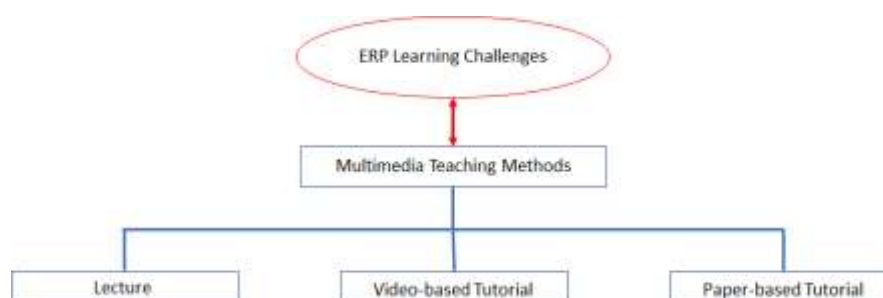 ERP Learning Challenges
Multimedia Teaching Methods
Lecture
Video-based Tutorial
Paper-based Tutorial